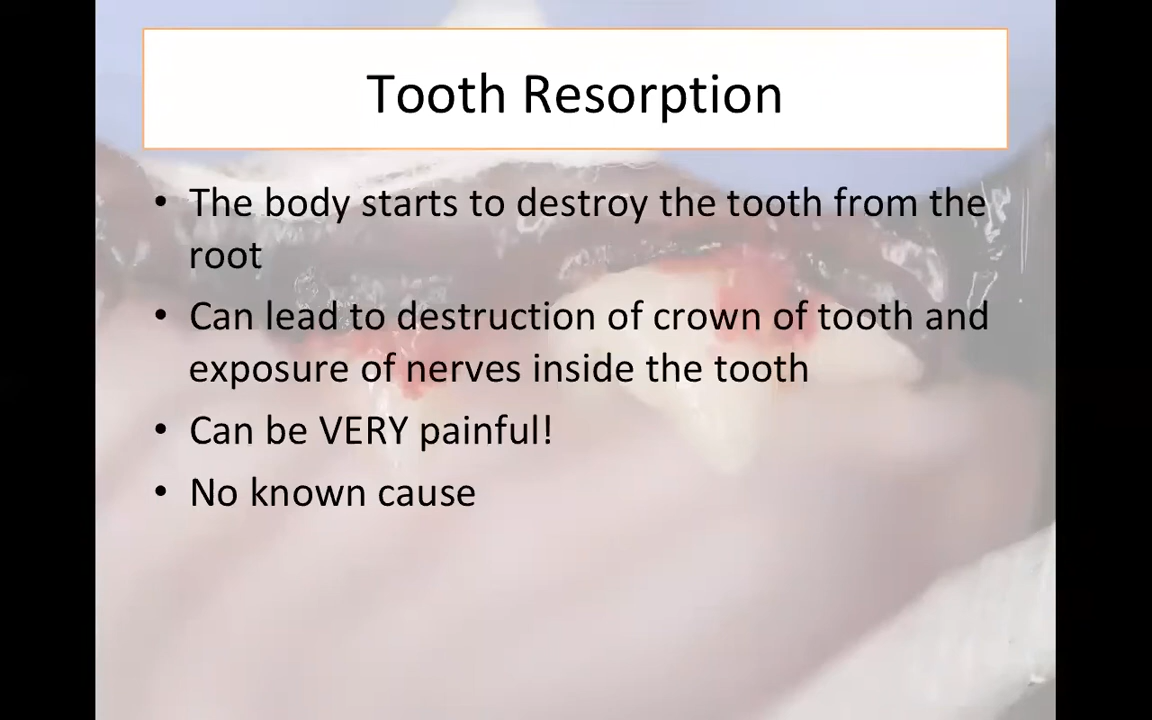 Tooth Resorption
• The body starts to destroy the tooth from the
root
• Can lead to destruction of crown of tooth and
exposure of nerves inside the tooth
• Can be VERY painful!
• No known cause